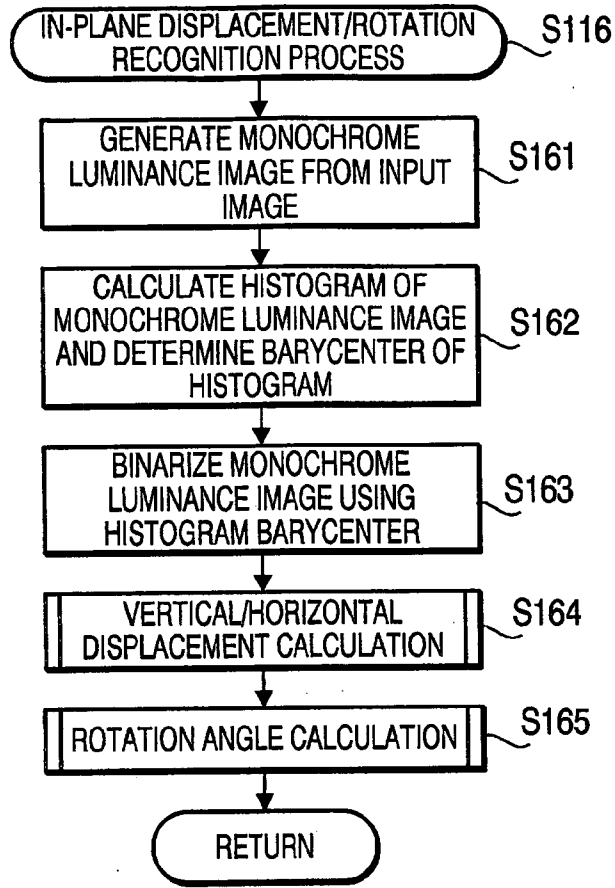 IN-PLANE DISPLACEMENT/ROTATION
RECOGNITION PROCESS
S116
GENERATE MONOCHROME
LUMINANCE IMAGE FROM INPUT
IMAGE
S161
CALCULATE HISTOGRAM OF
MONOCHROME LUMINANCE IMAGE
AND DETERMINE BARYCENTER OF
HISTOGRAM
S162
BINARIZE MONOCHROME
LUMINANCE IMAGE USING
HISTOGRAM BARYCENTER
S163
VERTICAL/HORIZONTAL
DISPLACEMENT CALCULATION
S164
ROTATION ANGLE CALCULATION
S165
RETURN